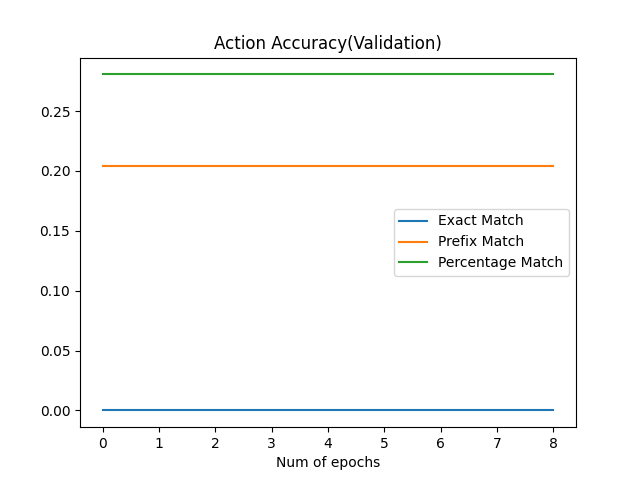 Action Accuracy(Validation)
0.25
0.20
0.15
0.10
0.05
0.00
Exact Match
Prefix Match
Percentage Match
0 1 2 3 4 5 6 7 8
Num of epochs